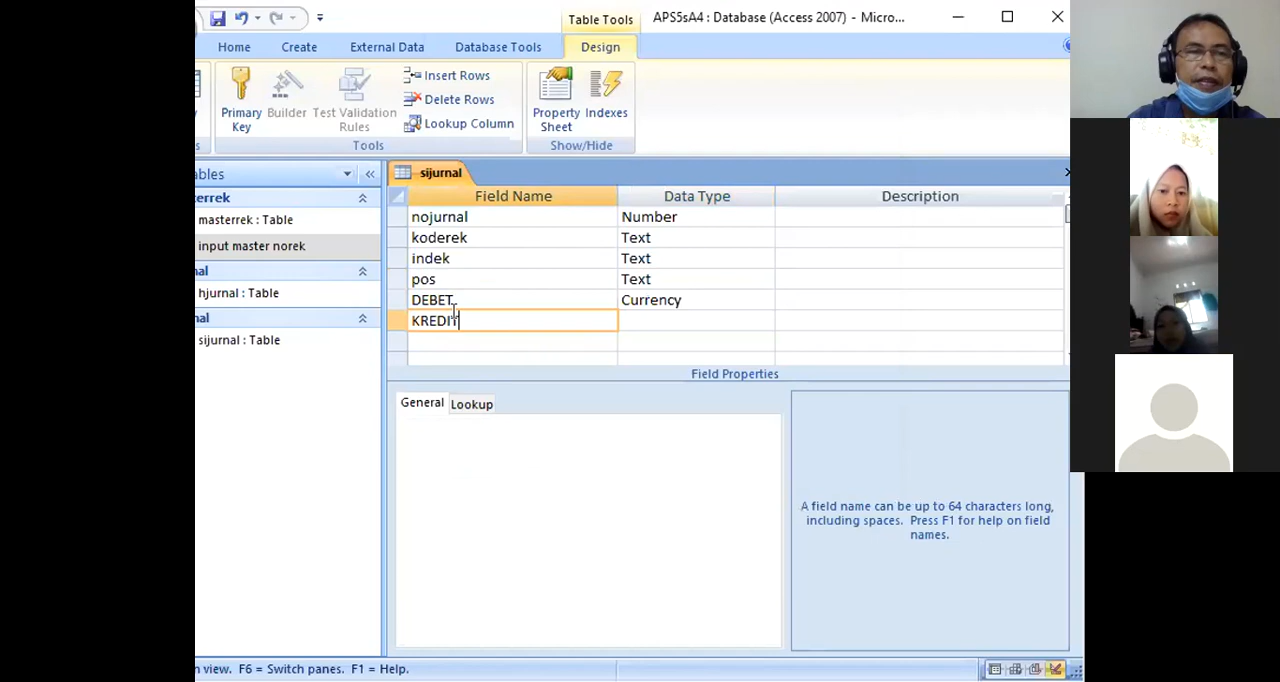 Table Tools
APS5sA4 : Database (Access 2007) - Micro...
Home
Create
External Data
Database Tools
Design
Primary Key
Builder
Test Validation Rules
Insert Rows
Delete Rows
Lookup Column
Property Sheet
Indexes
s
Tools
Show/Hide
ables
sijurnal
Field Name
Data Type
Description
terrek
masterrek : Table
input master norek
nal
hjurnal : Table
nal
sijurnal : Table
nojurnal
Number
koderek
Text
indek
Text
pos
Text
DEBET
Currency
KREDIT
Field Properties
General
Lookup
A field name can be up to 64 characters long,
including spaces. Press F1 for help on field
names.
n view. F6 = Switch panes. F1 = Help.